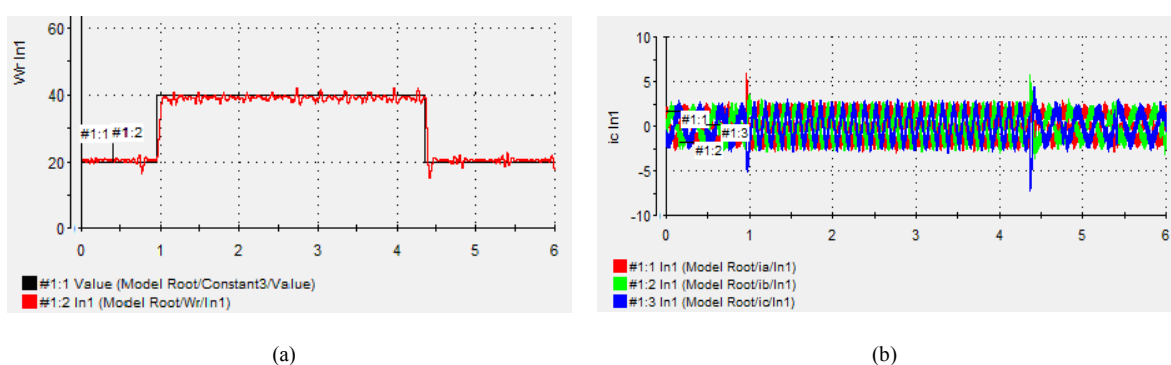 Wr In1
60
40
20
0
#1:1 #1:2
0 1 2 3 4 5 6
#1:1 Value (Model Root/Constant3/Value)
#1:2 In1 (Model Root/Wr/In1)
(a)
ic In1
10
5
0
-5
-10
#1:1
#1:3
#1:2
0 1 2 3 4 5 6
#1:1 In1 (Model Root/ia/In1)
#1:2 In1 (Model Root/ib/In1)
#1:3 In1 (Model Root/ic/In1)
(b)